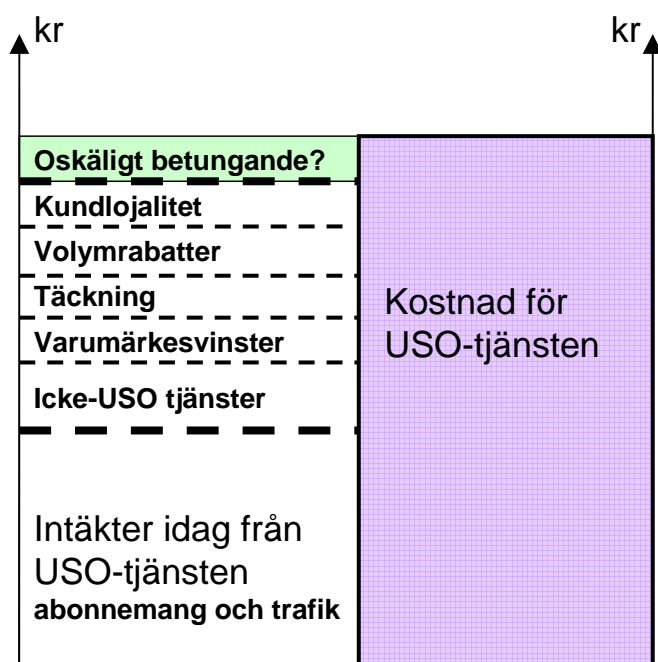 kr
kr
Oskäligt betungande?
Kundlojalitet
Volymrabatter
Täckning
Varumärkesvinster
Icke-USO tjänster
Intäkter idag från
USO-tjänsten
abonnemang och trafik
Kostnad för
USO-tjänsten